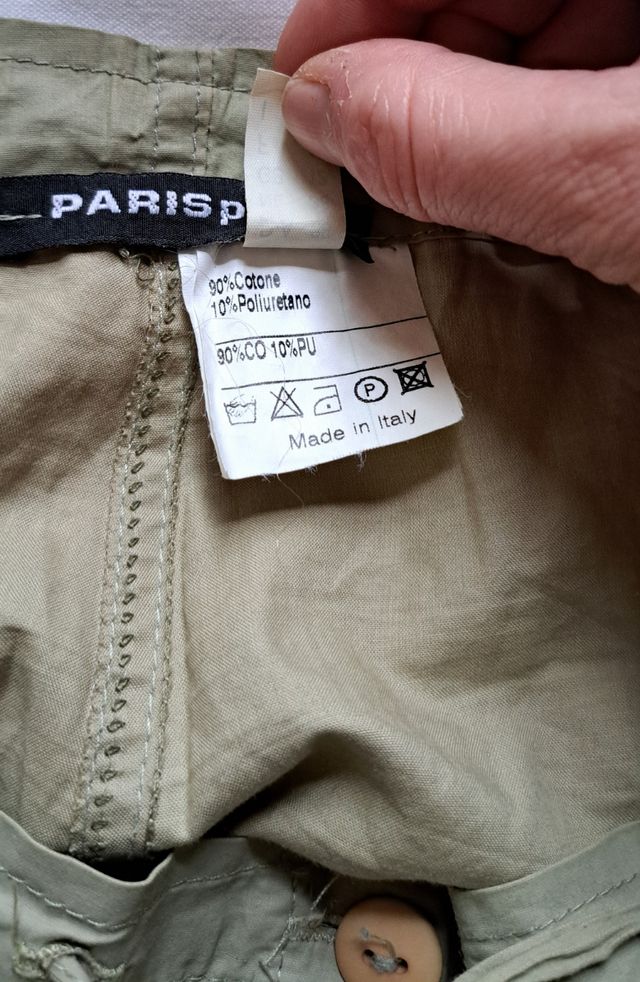 PARISp
90%Cotone
10%Poliuretano
90%CO 10%PU
P
Made in Italy